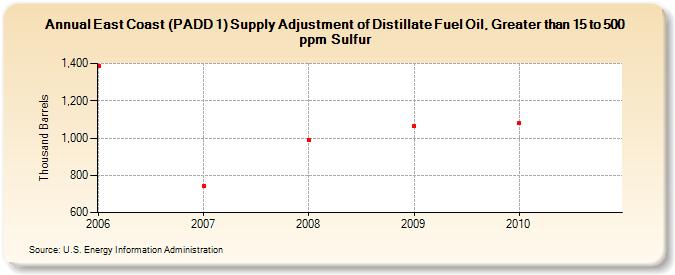 Annual East Coast (PADD 1) Supply Adjustment of Distillate Fuel Oil, Greater than 15 to 500
ppm Sulfur
Thousand Barrels
1,400
1,200
1,000
800
600
2006
2007
2008
2009
2010
Source: U.S. Energy Information Administration